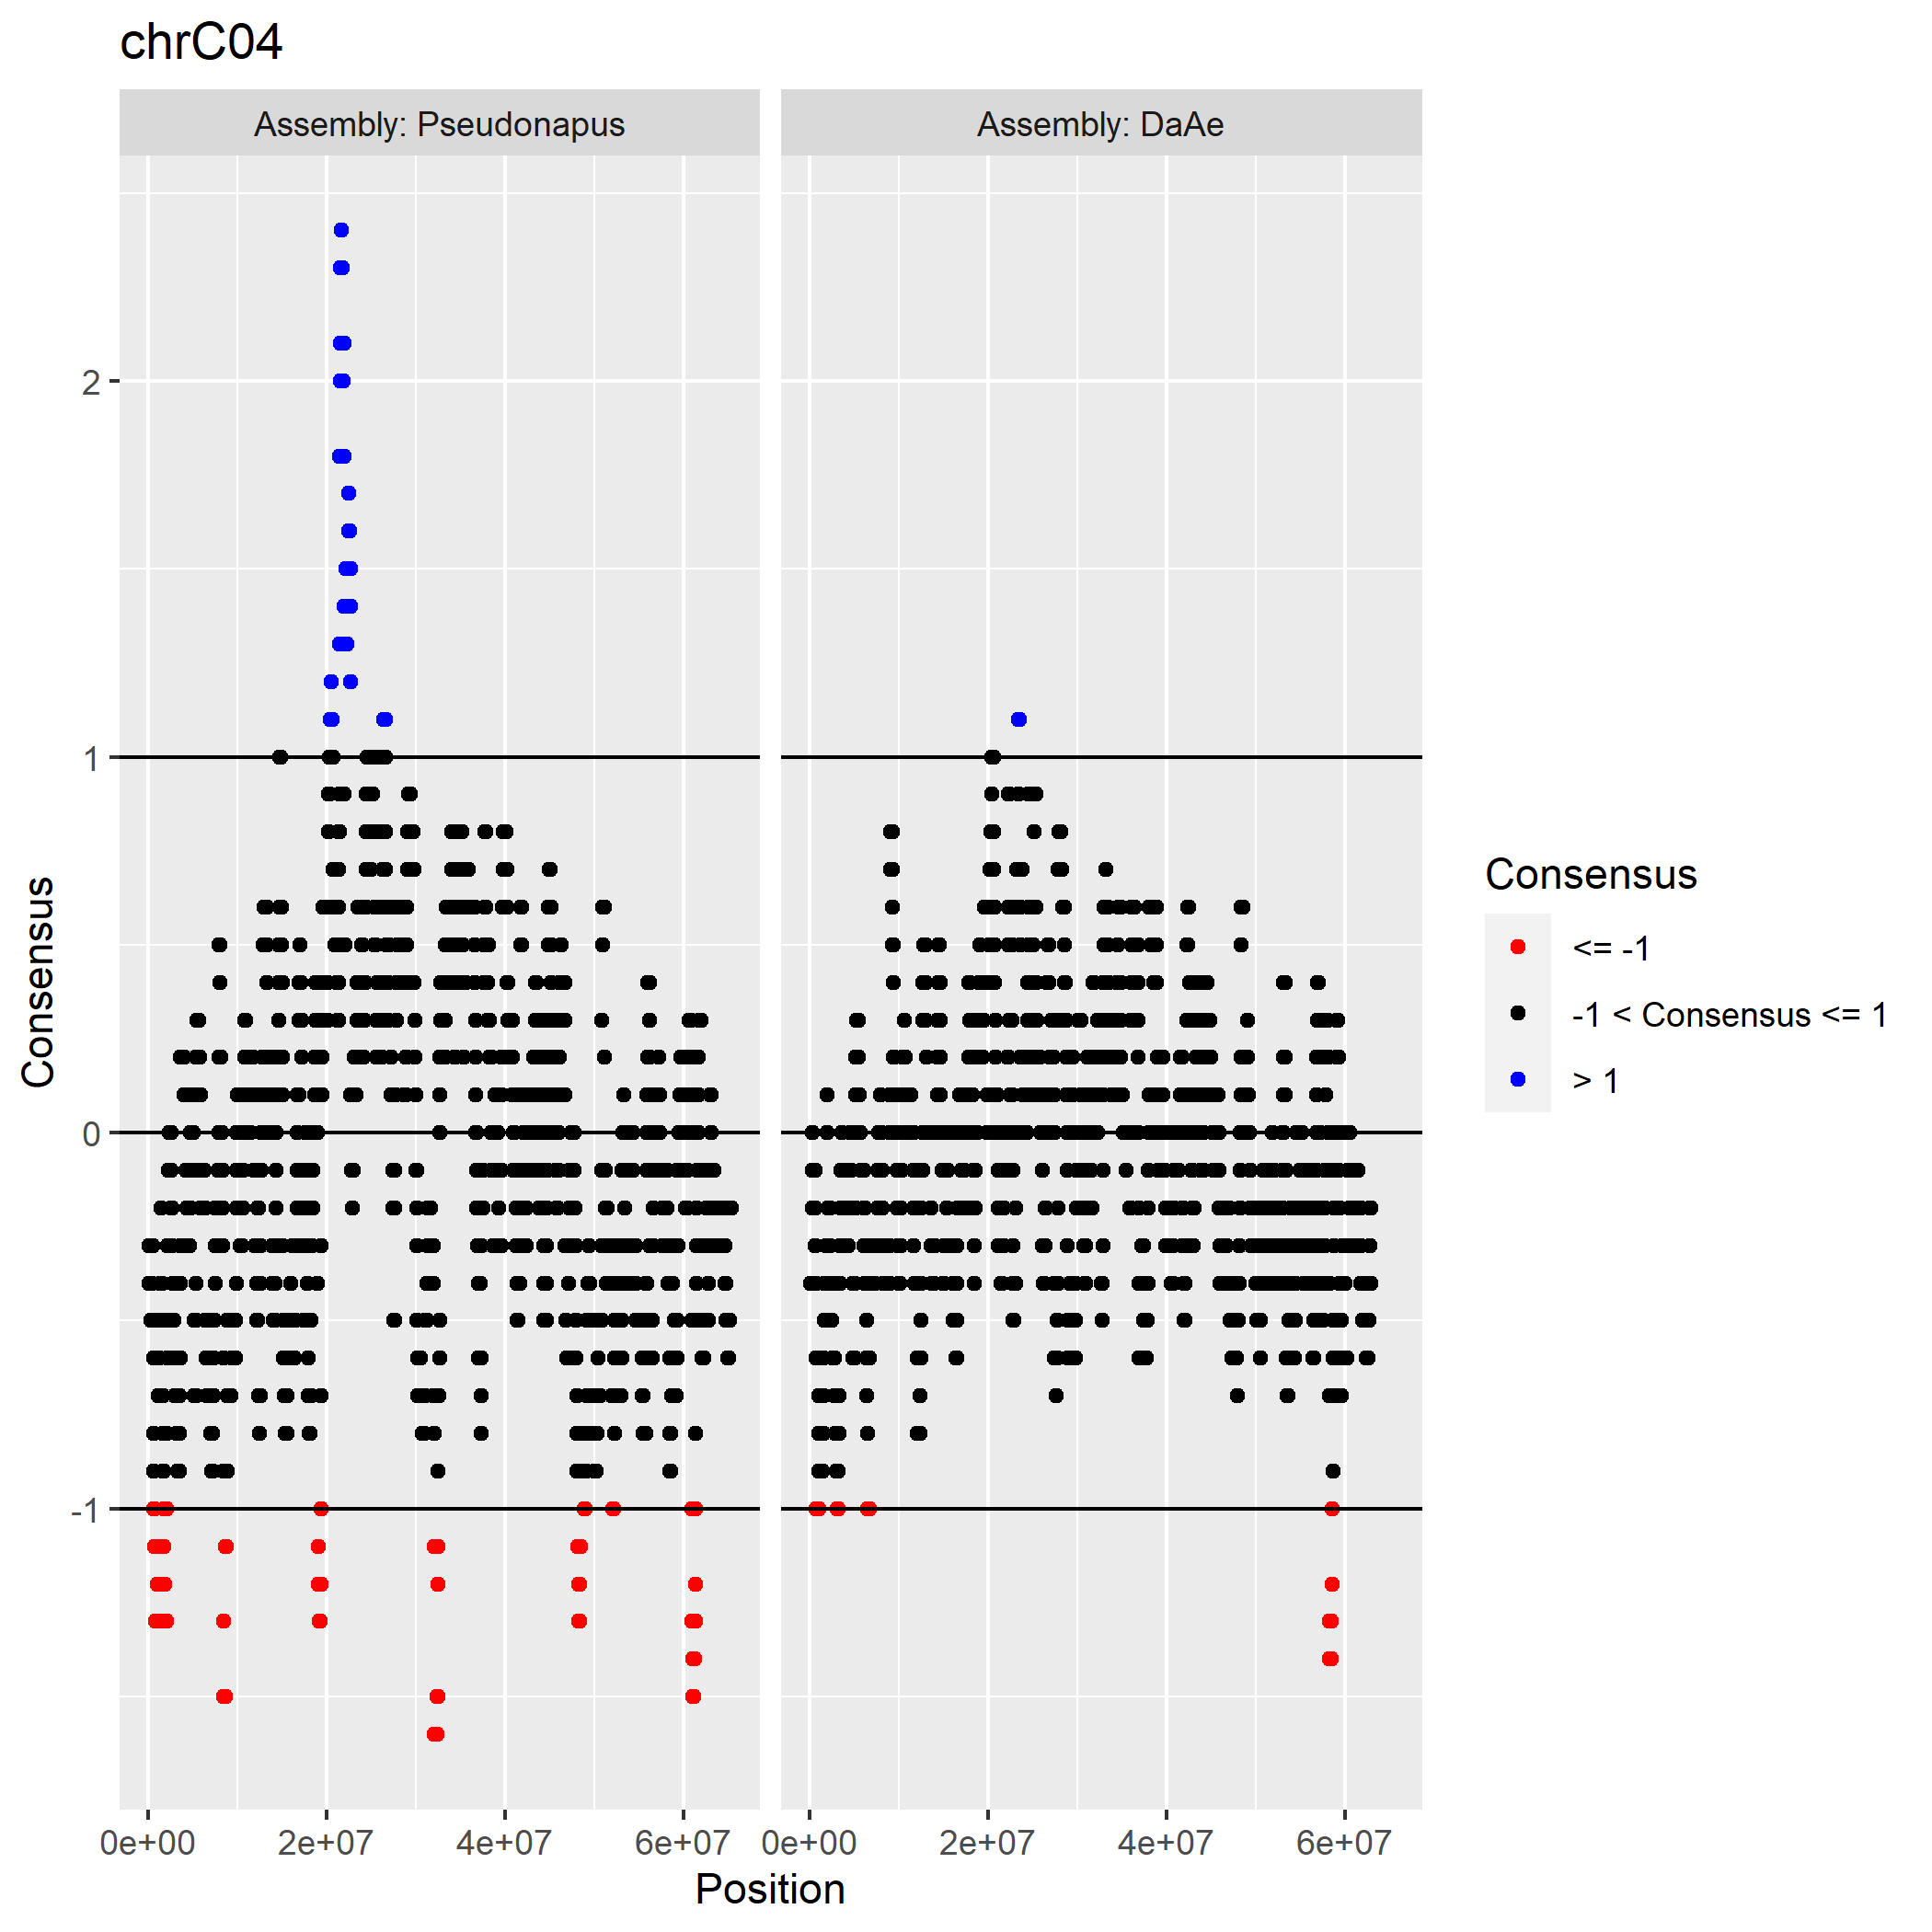 chrC04
Assembly: Pseudonapus
Assembly: DaAe
Consensus
2
1
0
-1
0e+00
2e+07
4e+07
6e+07
0e+00
2e+07
4e+07
6e+07
Position
Consensus
<= -1
-1 < Consensus <= 1
> 1